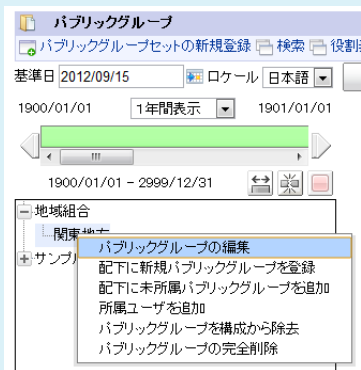 パブリックグループ
パブリックグループセットの新規登録 検索 役割
基準日 2012/09/15 ロケール 日本語
1900/01/01 1年間表示 1901/01/01
1900/01/01 - 2999/12/31
地域組合
関東地方
サンプル
パブリックグループの編集
配下に新規パブリックグループを登録
配下に未所属パブリックグループを追加
所属ユーザを追加
パブリックグループを構成から除去
パブリックグループの完全削除